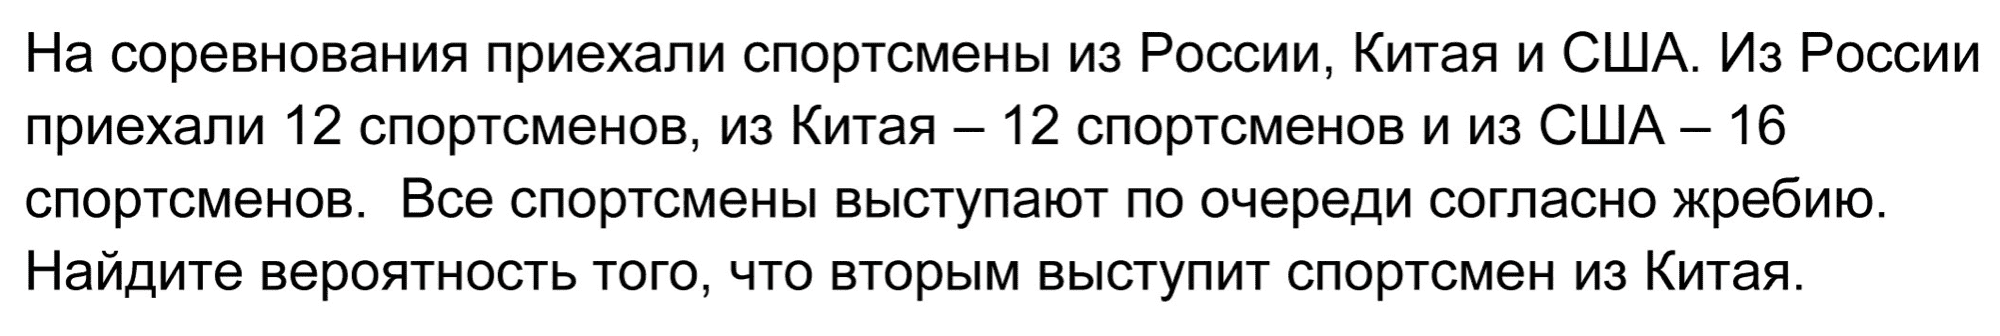 На соревнования приехали спортсмены из России, Китая и США. Из России
приехали 12 спортсменов, из Китая – 12 спортсменов и из США – 16
спортсменов.  Все спортсмены выступают по очереди согласно жребию.
Найдите вероятность того, что вторым выступит спортсмен из Китая.